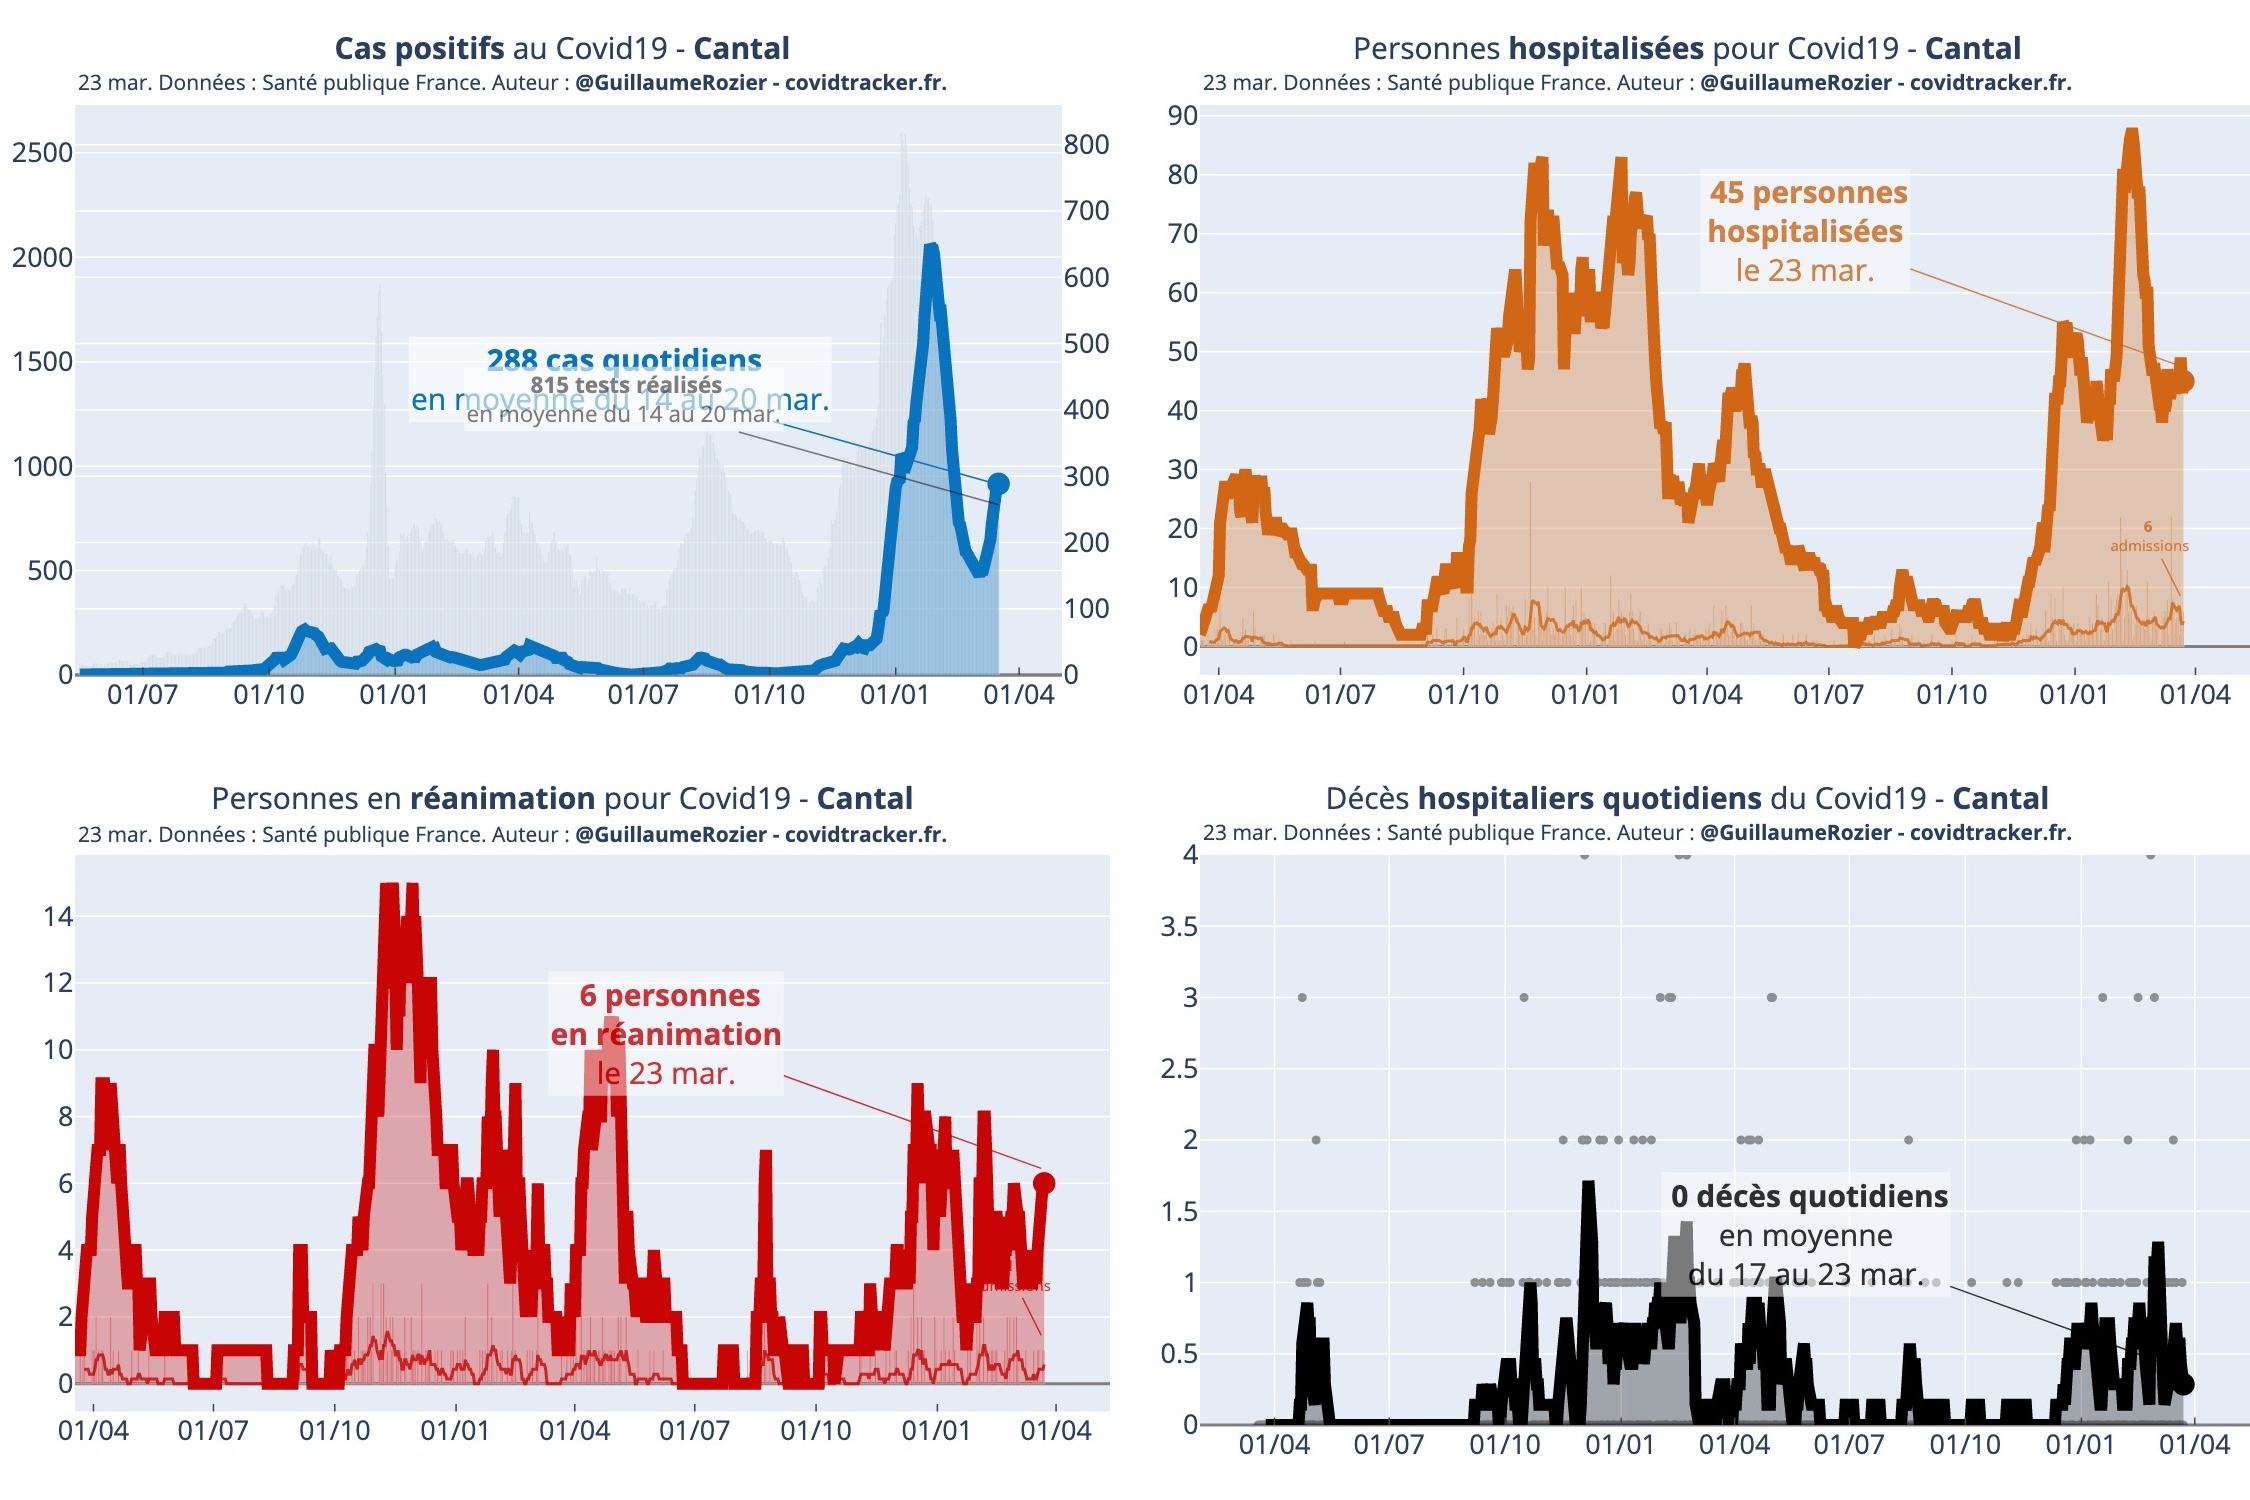 Cas positifs au Covid19 - Cantal
23 mar. Données : Santé publique France. Auteur : @GuillaumeRozier - covidtracker.fr.
2500
2000
1500
1000
500
0
800
700
600
500
400
300
200
100
0
288 cas quotidiens
en moyenne du 14 au 20 mar.
815 tests réalisés
en moyenne du 14 au 20 mar.
01/07 01/10 01/01 01/04 01/07 01/10 01/01 01/04
Personnes hospitalisées pour Covid19 - Cantal
23 mar. Données : Santé publique France. Auteur : @GuillaumeRozier - covidtracker.fr.
90
80
70
60
50
40
30
20
10
0
45 personnes
hospitalisées
le 23 mar.
6
admissions
01/04 01/07 01/10 01/01 01/04 01/07 01/10 01/01 01/04
Personnes en réanimation pour Covid19 - Cantal
23 mar. Données : Santé publique France. Auteur : @GuillaumeRozier - covidtracker.fr.
14
12
10
8
6
4
2
0
6 personnes
en réanimation
le 23 mar.
01/04 01/07 01/10 01/01 01/04 01/07 01/10 01/01 01/04
Décès hospitaliers quotidiens du Covid19 - Cantal
23 mar. Données : Santé publique France. Auteur : @GuillaumeRozier - covidtracker.fr.
4
3.5
3
2.5
2
1.5
1
0.5
0
0 décès quotidiens
en moyenne
du 17 au 23 mar.
01/04 01/07 01/10 01/01 01/04 01/07 01/10 01/01 01/04